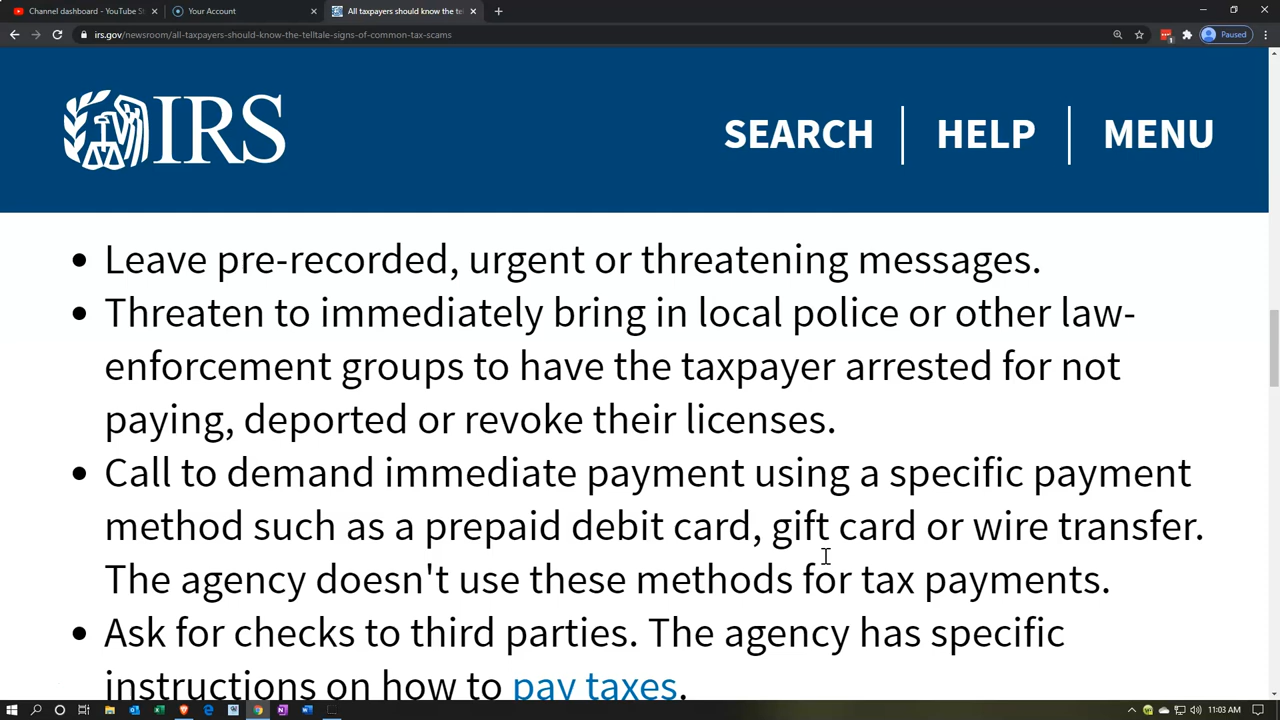 Channel dashboard - YouTube St
Your Account
All taxpayers should know the tel
irs.gov/newsroom/all-taxpayers-should-know-the-telltale-signs-of-common-tax-scams
Paused
IRS
SEARCH
HELP
MENU
• Leave pre-recorded, urgent or threatening messages.
• Threaten to immediately bring in local police or other law-
enforcement groups to have the taxpayer arrested for not
paying, deported or revoke their licenses.
• Call to demand immediate payment using a specific payment
method such as a prepaid debit card, gift card or wire transfer.
The agency doesn't use these methods for tax payments.
• Ask for checks to third parties. The agency has specific
instructions on how to pay taxes.
11:03 AM